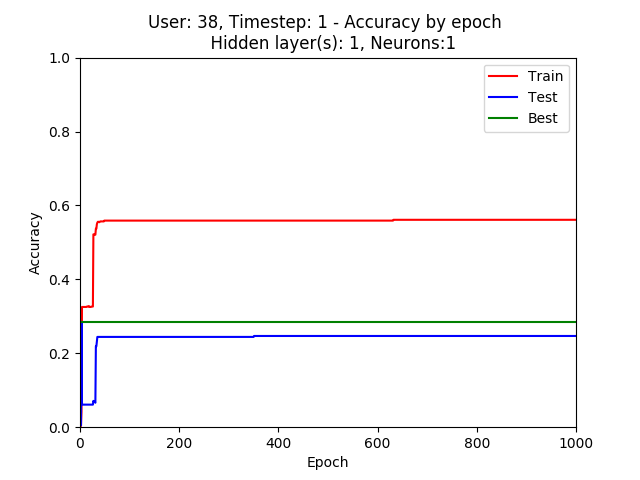 User: 38, Timestep: 1 - Accuracy by epoch
Hidden layer(s): 1, Neurons:1
1.0
0.8
0.6
0.4
0.2
0.0
Accuracy
Train
Test
Best
0 200 400 600 800 1000
Epoch